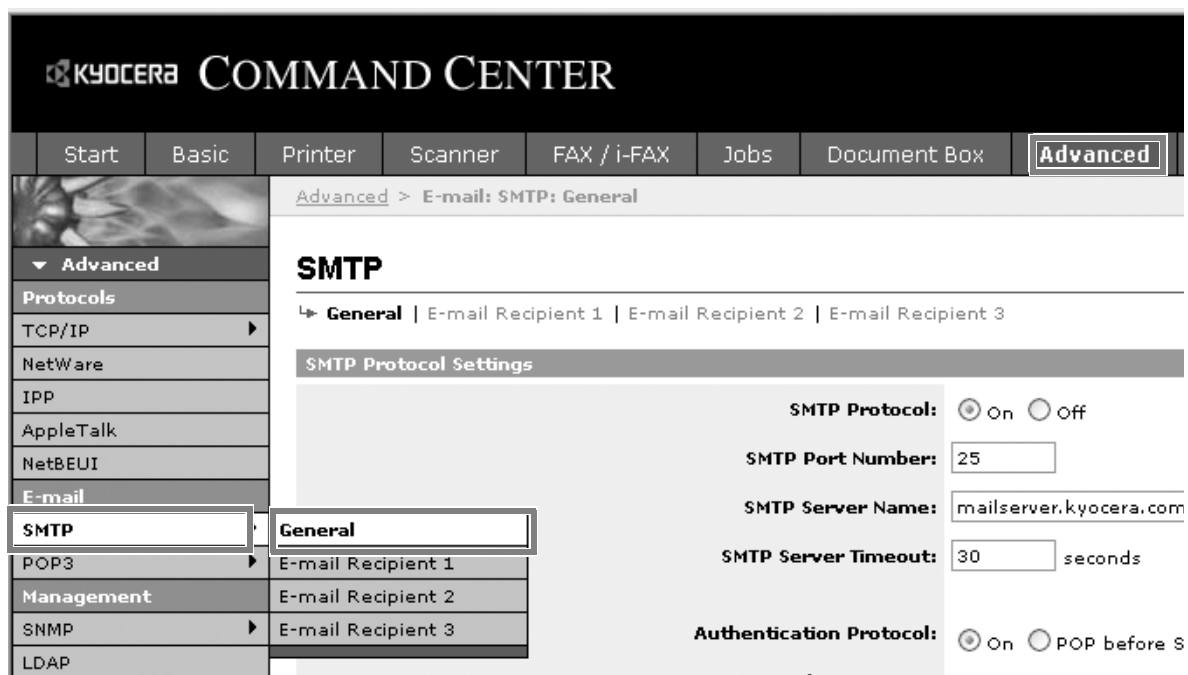 KYOCERA COMMAND CENTER
Start Basic Printer Scanner FAX / i-FAX Jobs Document Box Advanced
Advanced > E-mail: SMTP: General
Advanced
Protocols
TCP/IP
NetWare
IPP
AppleTalk
NetBEUI
E-mail
SMTP
POP3
Management
SNMP
LDAP
General
E-mail Recipient 1
E-mail Recipient 2
E-mail Recipient 3
SMTP
General | E-mail Recipient 1 | E-mail Recipient 2 | E-mail Recipient 3
SMTP Protocol Settings
SMTP Protocol: On Off
SMTP Port Number: 25
SMTP Server Name: mailserver.kyocera.com
SMTP Server Timeout: 30 seconds
Authentication Protocol: On POP before S